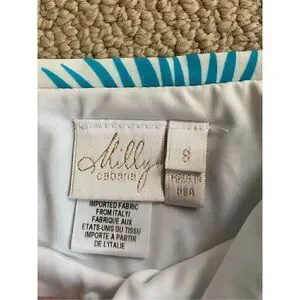 Milly
cabana
8
MADE IN
USA
IMPORTED FABRIC
FROM ITALY/
FABRIQUE AUX
ETATS-UNIS DU TISSU
IMPORTE A PARTIR
DE L'ITALIE